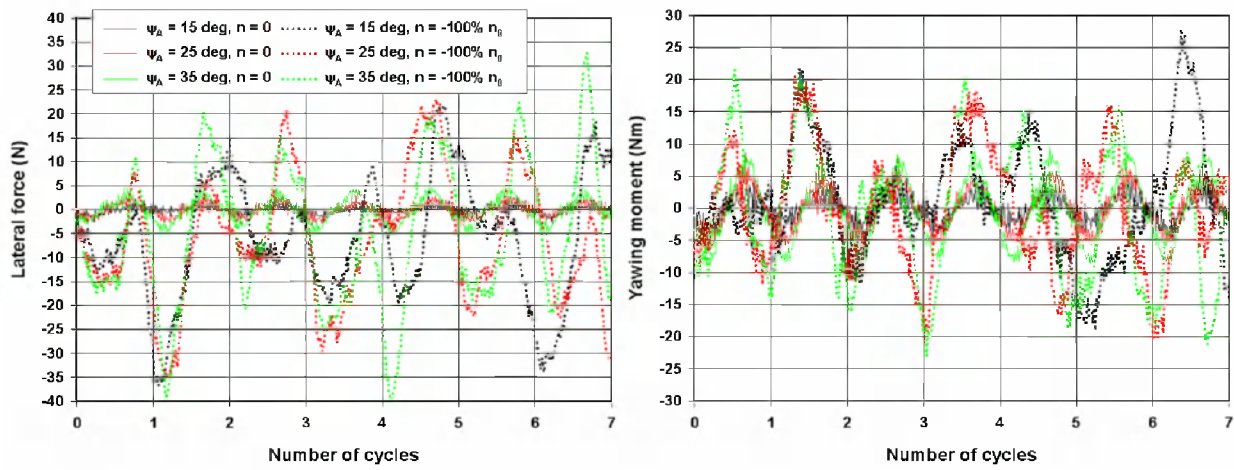 Lateral force (N)
40
35
30
25
20
15
10
5
0
-5
-10
-15
-20
-25
-30
-35
-40
ψA = 15 deg, n = 0
ψA = 15 deg, n = -100% n0
ψA = 25 deg, n = 0
ψA = 25 deg, n = -100% n0
ψA = 35 deg, n = 0
ψA = 35 deg, n = -100% n0
0 1 2 3 4 5 6 7
Number of cycles
Yawing moment (Nm)
30
25
20
15
10
5
0
-5
-10
-15
-20
-25
-30
0 1 2 3 4 5 6 7
Number of cycles